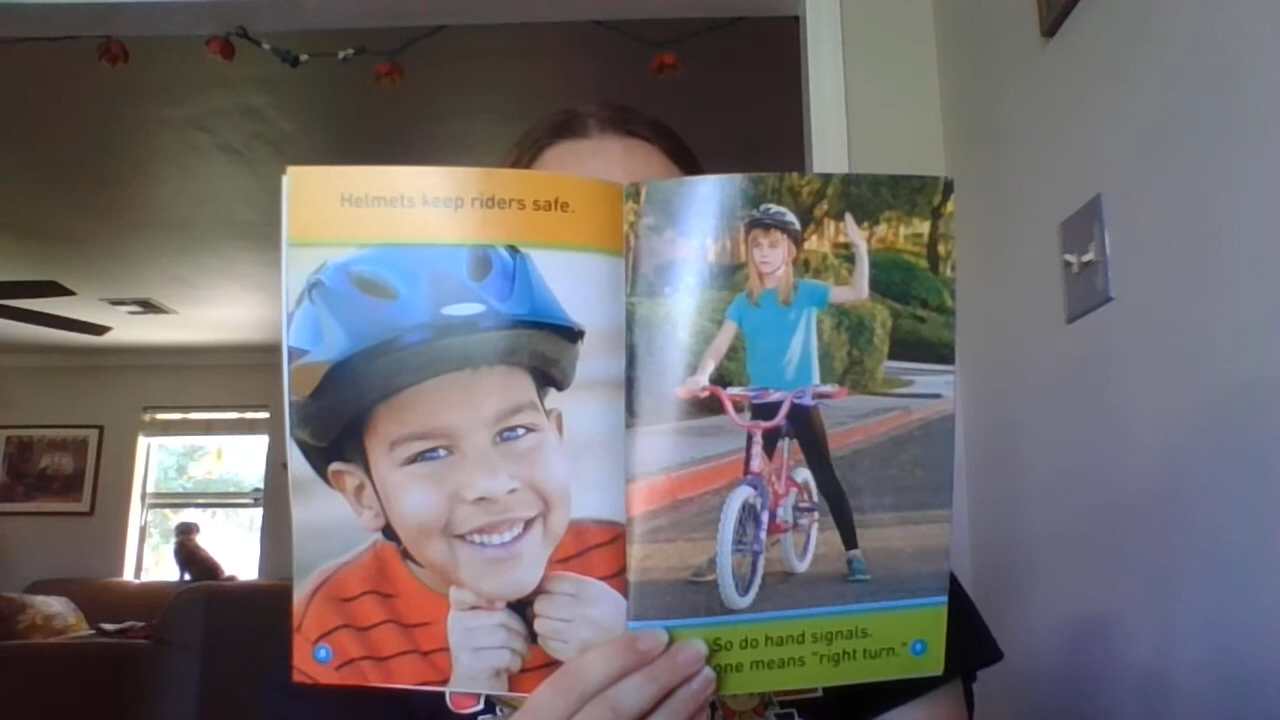 Helmets keep riders safe.
So do hand signals.
one means "right turn."